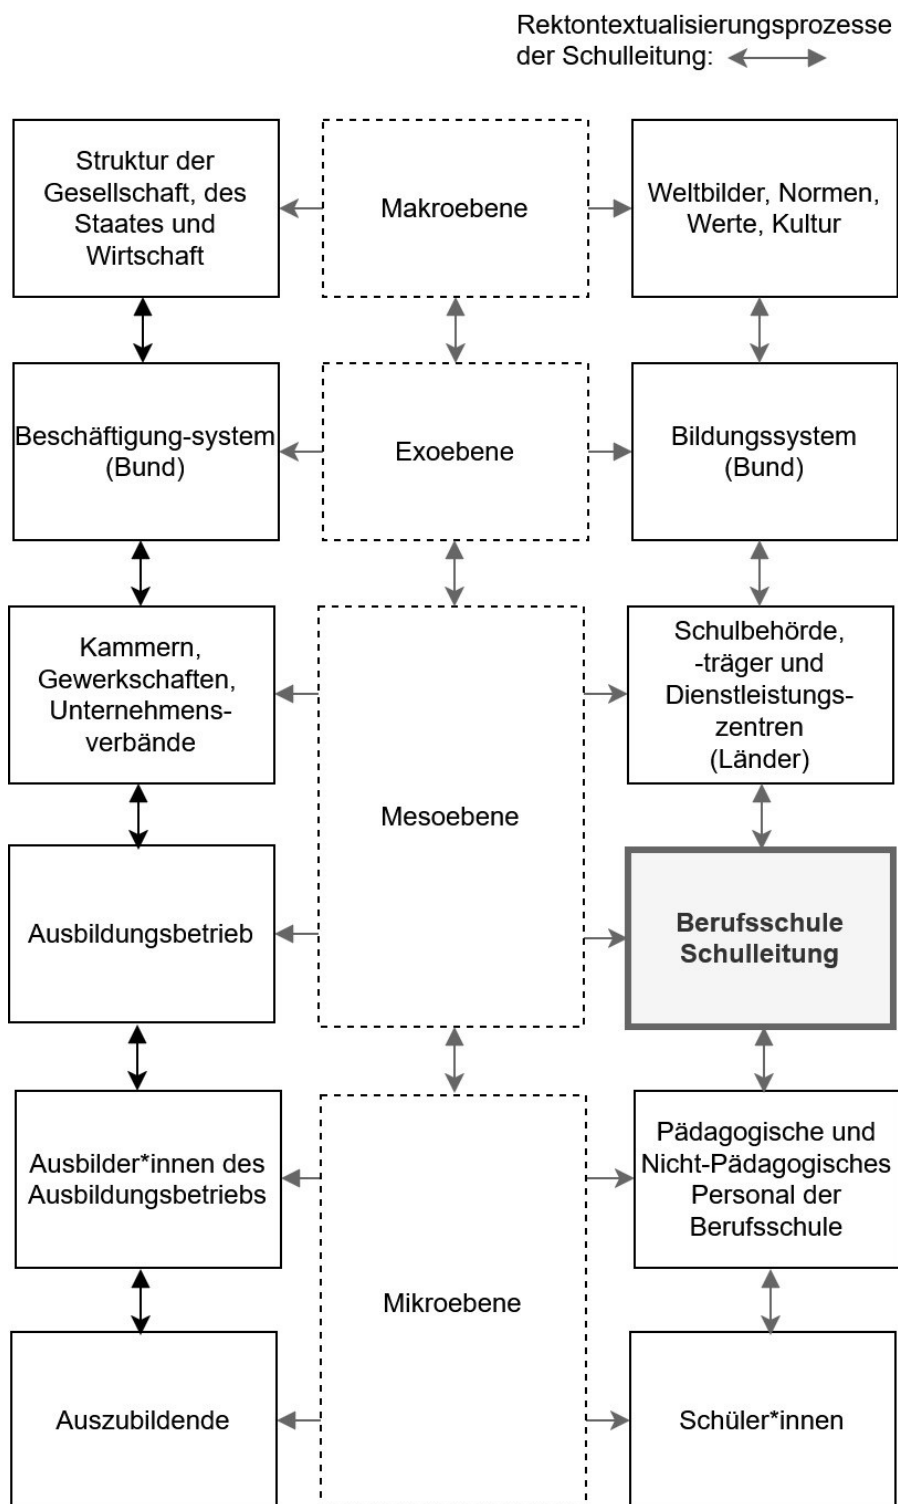 Rektontextualisierungsprozesse
der Schulleitung:
Struktur der
Gesellschaft, des
Staates und
Wirtschaft
Makroebene
Weltbilder, Normen,
Werte, Kultur
Beschäftigung-system
(Bund)
Exoebene
Bildungssystem
(Bund)
Kammern,
Gewerkschaften,
Unternehmens-
verbände
Mesoebene
Schulbehörde,
-träger und
Dienstleistungs-
zentren
(Länder)
Ausbildungsbetrieb
Berufsschule
Schulleitung
Ausbilder*innen des
Ausbildungsbetriebs
Mikroebene
Pädagogische und
Nicht-Pädagogisches
Personal der
Berufsschule
Auszubildende
Schüler*innen